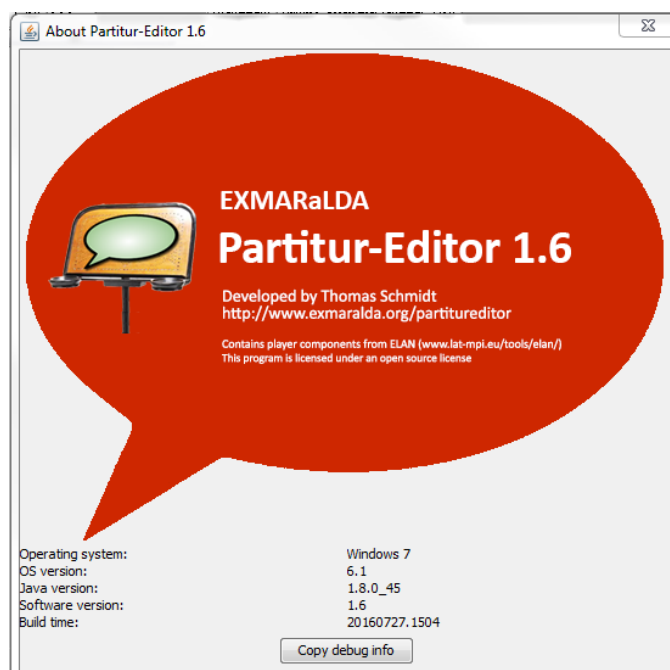 About Partitur-Editor 1.6
EXMARaLDA
Partitur-Editor 1.6
Developed by Thomas Schmidt
http://www.exmaralda.org/partitureditor
Contains player components from ELAN (www.lat-mpi.eu/tools/elan/)
This program is licensed under an open source license
Operating system: Windows 7
OS version: 6.1
Java version: 1.8.0_45
Software version: 1.6
Build time: 20160727.1504
Copy debug info